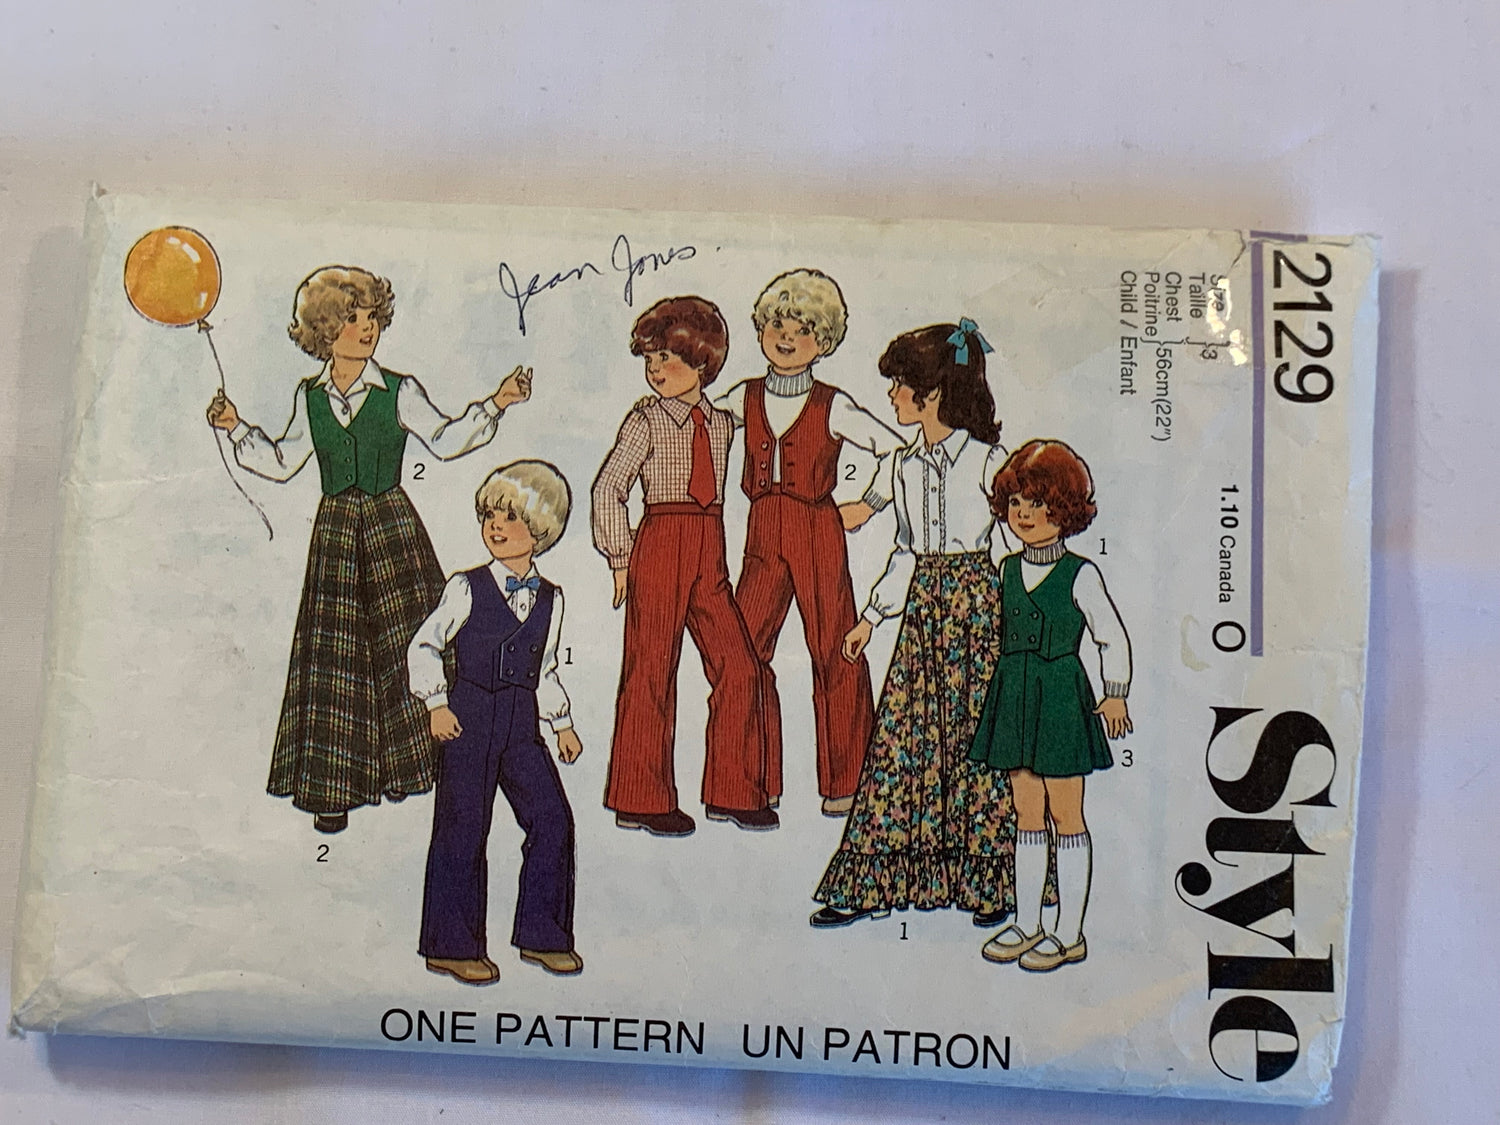 Jean Jones
2129
Size
Taille } 3
Chest
Poitrine } 56cm(22")
Child / Enfant
1.10 Canada O
Style
2
1
2
1
3
2
1
ONE PATTERN UN PATRON